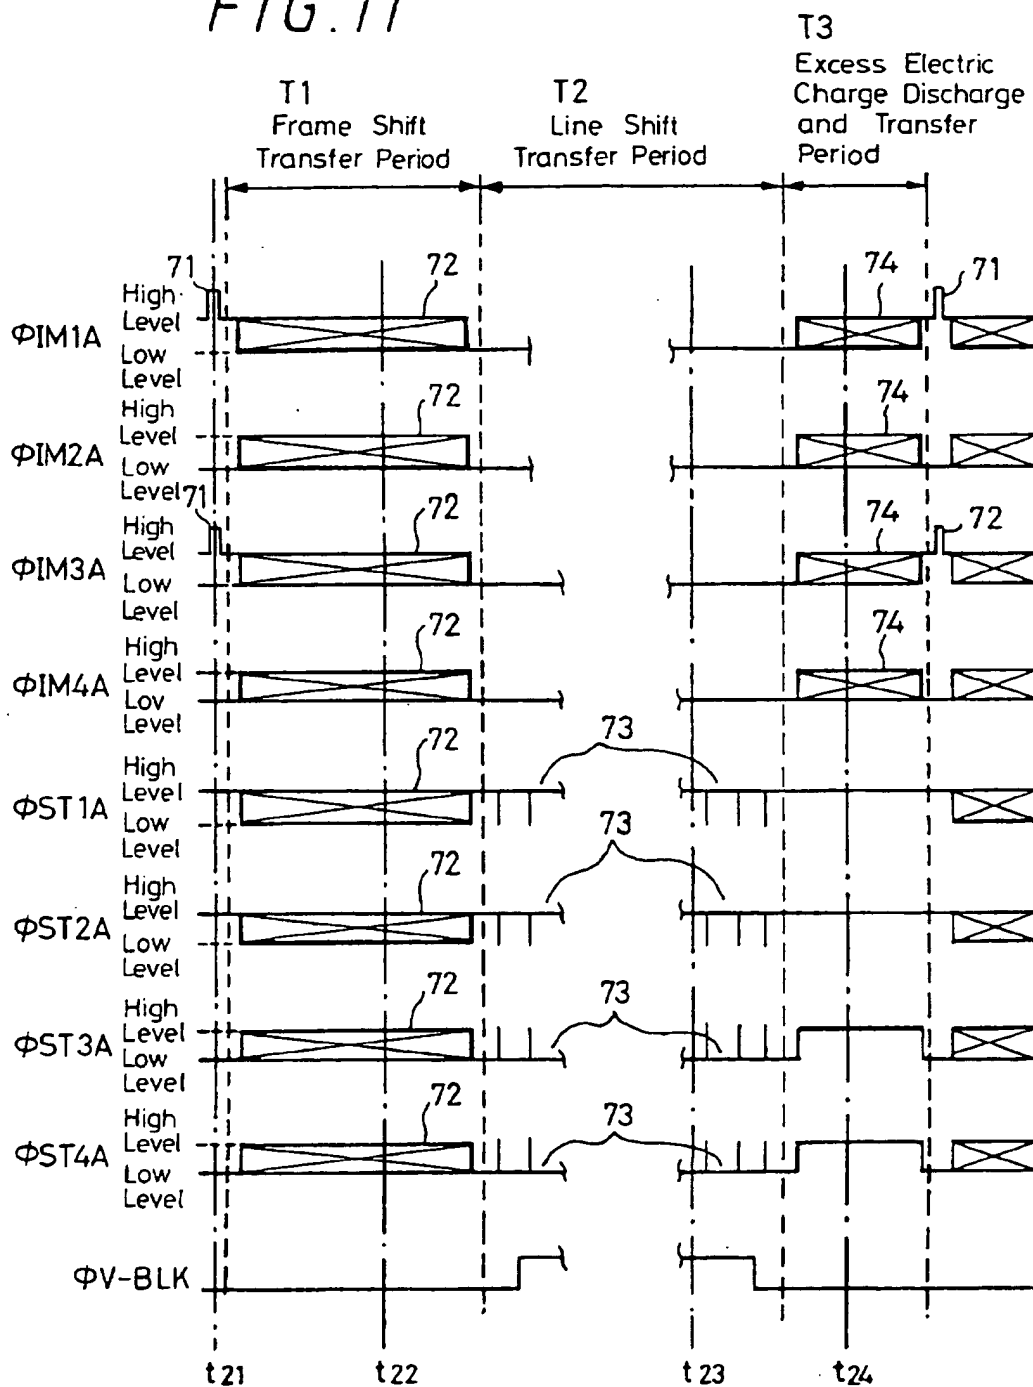 FIG. 11
T1
Frame Shift
Transfer Period
T2
Line Shift
Transfer Period
T3
Excess Electric
Charge Discharge
and Transfer
Period
71
72
74
71
ΦIM1A
High
Level
Low
Level
72
74
ΦIM2A
High
Level
Low
Level
71
72
74
72
ΦIM3A
High
Level
Low
Level
72
74
ΦIM4A
High
Level
Lov
Level
72
73
ΦST1A
High
Level
Low
Level
72
73
ΦST2A
High
Level
Low
Level
72
73
ΦST3A
High
Level
Low
Level
72
73
ΦST4A
High
Level
Low
Level
ΦV-BLK
t21
t22
t23
t24